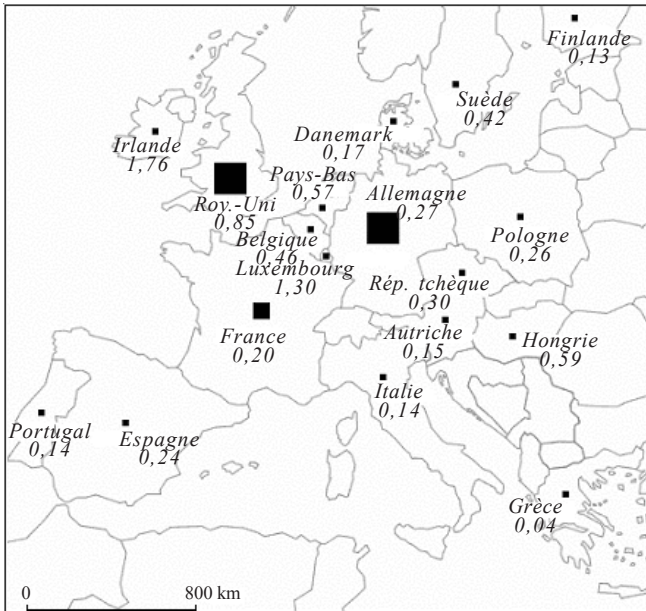 Finlande
0,13
Suède
0,42
Danemark
0,17
Irlande
1,76
Pays-Bas
0,57
Allemagne
0,27
Roy.-Uni
0,85
Belgique
0,46
Pologne
0,26
Luxembourg
1,30
Rép. tchèque
0,30
France
0,20
Autriche
0,15
Hongrie
0,59
Italie
0,14
Portugal
0,14
Espagne
0,24
Grèce
0,04
0 800 km